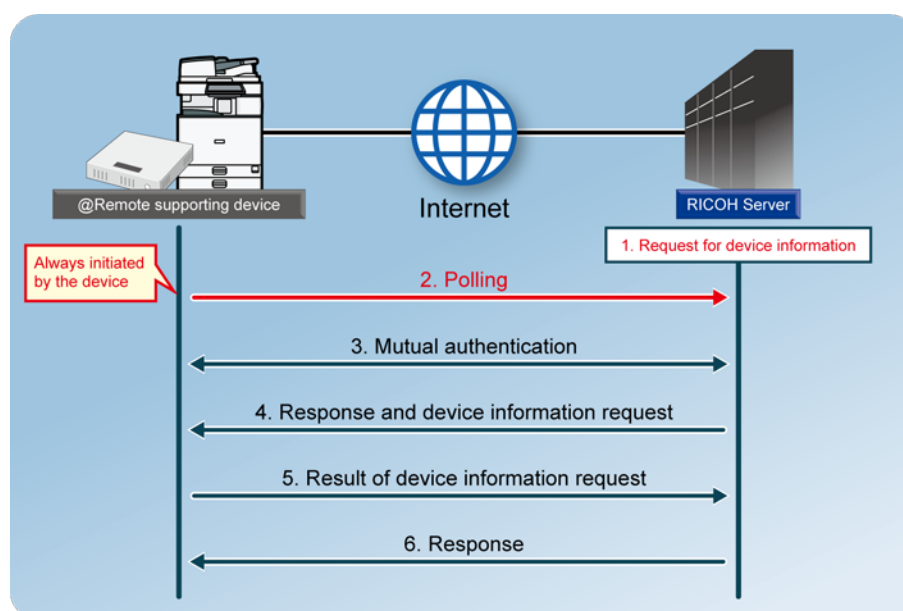 @Remote supporting device
Internet
RICOH Server
1. Request for device information
Always initiated
by the device
2. Polling
3. Mutual authentication
4. Response and device information request
5. Result of device information request
6. Response